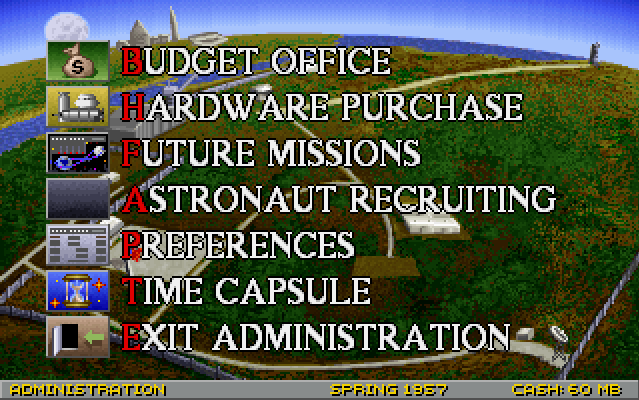 BUDGET OFFICE
HARDWARE PURCHASE
FUTURE MISSIONS
ASTRONAUT RECRUITING
PREFERENCES
TIME CAPSULE
EXIT ADMINISTRATION
ADMINISTRATION SPRING 1957 CASH: 60 MB